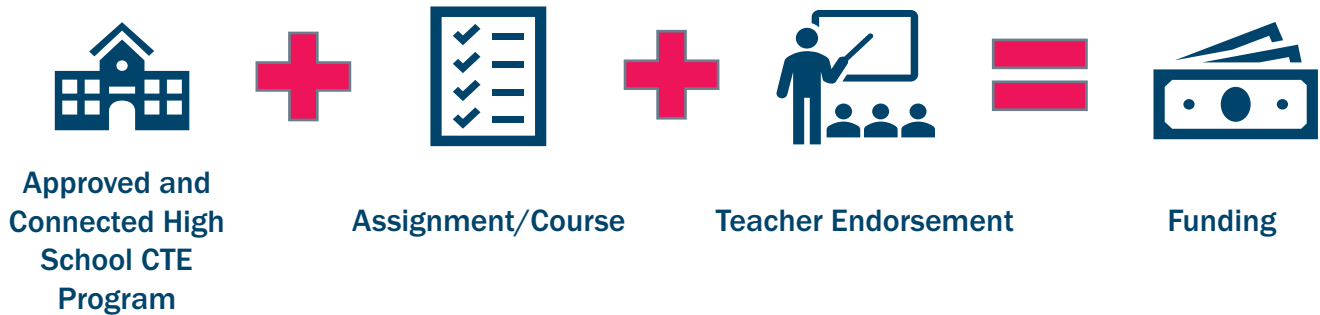 Approved and
Connected High
School CTE
Program
Assignment/Course
Teacher Endorsement
Funding